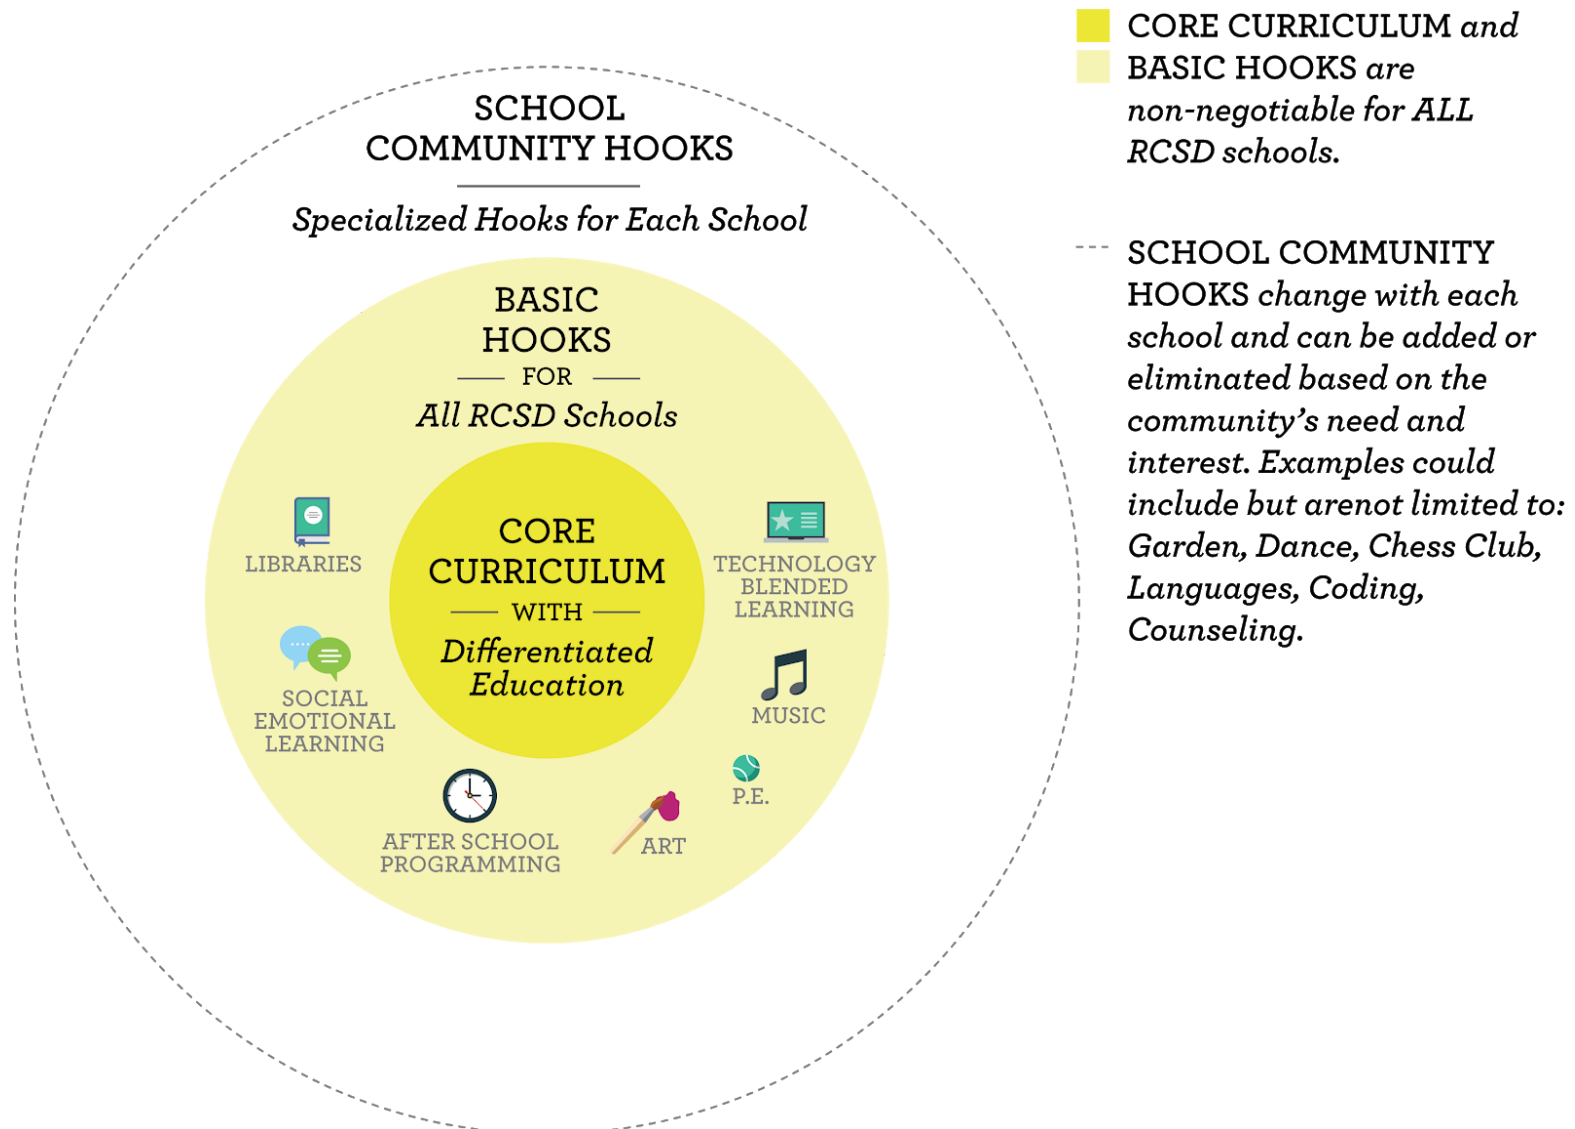 SCHOOL
COMMUNITY HOOKS
Specialized Hooks for Each School
BASIC
HOOKS
FOR
All RCSD Schools
CORE
CURRICULUM
WITH
Differentiated
Education
LIBRARIES
SOCIAL
EMOTIONAL
LEARNING
AFTER SCHOOL
PROGRAMMING
ART
P.E.
MUSIC
TECHNOLOGY
BLENDED
LEARNING
CORE CURRICULUM and
BASIC HOOKS are
non-negotiable for ALL
RCSD schools.
SCHOOL COMMUNITY
HOOKS change with each
school and can be added or
eliminated based on the
community’s need and
interest. Examples could
include but arenot limited to:
Garden, Dance, Chess Club,
Languages, Coding,
Counseling.